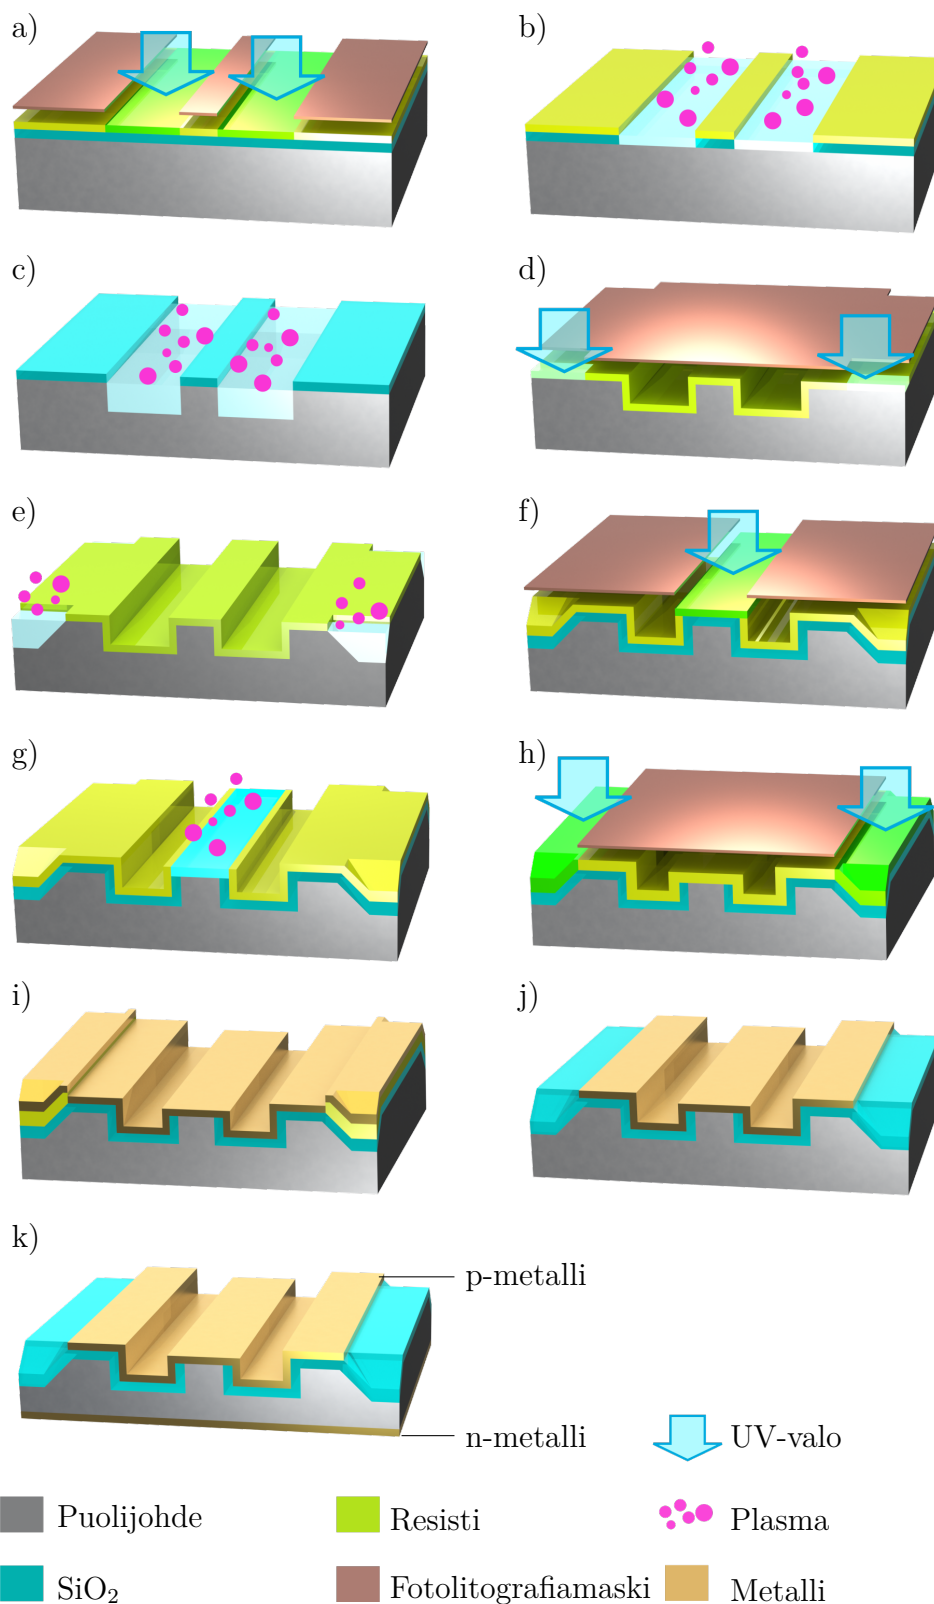 a)
b)
c)
d)
e)
f)
g)
h)
i)
j)
k)
p-metalli
n-metalli
UV-valo
Puolijohde
Resisti
Plasma
SiO₂
Fotolitografiamaski
Metalli